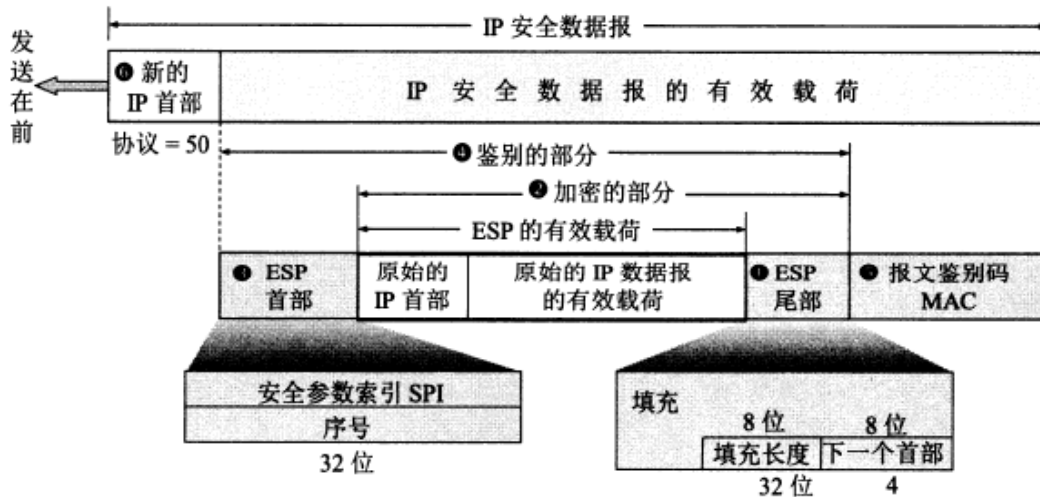 IP 安全数据报
发送在前
❻ 新的
IP 首部
IP 安全数据报的有效载荷
协议 = 50
❹ 鉴别的部分
❷ 加密的部分
ESP 的有效载荷
❸ ESP
首部
原始的
IP 首部
原始的 IP 数据报
的有效载荷
❶ ESP
尾部
报文鉴别码
MAC
安全参数索引 SPI
序号
32 位
填充
8 位
8 位
填充长度
下一个首部
32 位
4